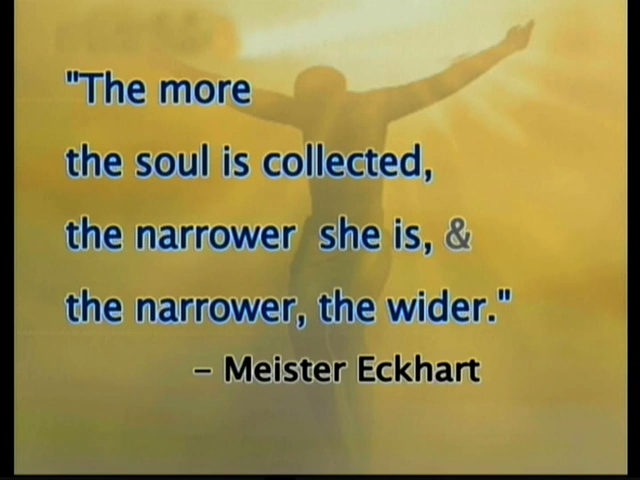 "The more
the soul is collected,
the narrower she is, &
the narrower, the wider."
– Meister Eckhart